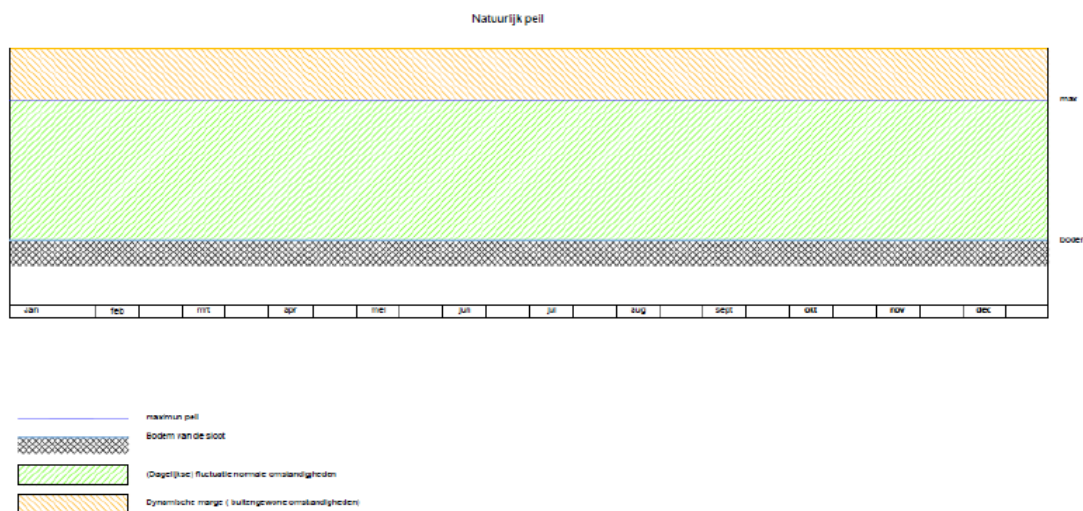 Natuurlijk peil
max
bodem
jan feb mrt apr mei jun jul aug sept okt nov dec
maximun peil
Bodem van de sloot
(Dagelijkse) fluctuatie normale omstandigheden
Dynamische marge ( buitengewone omstandigheden)